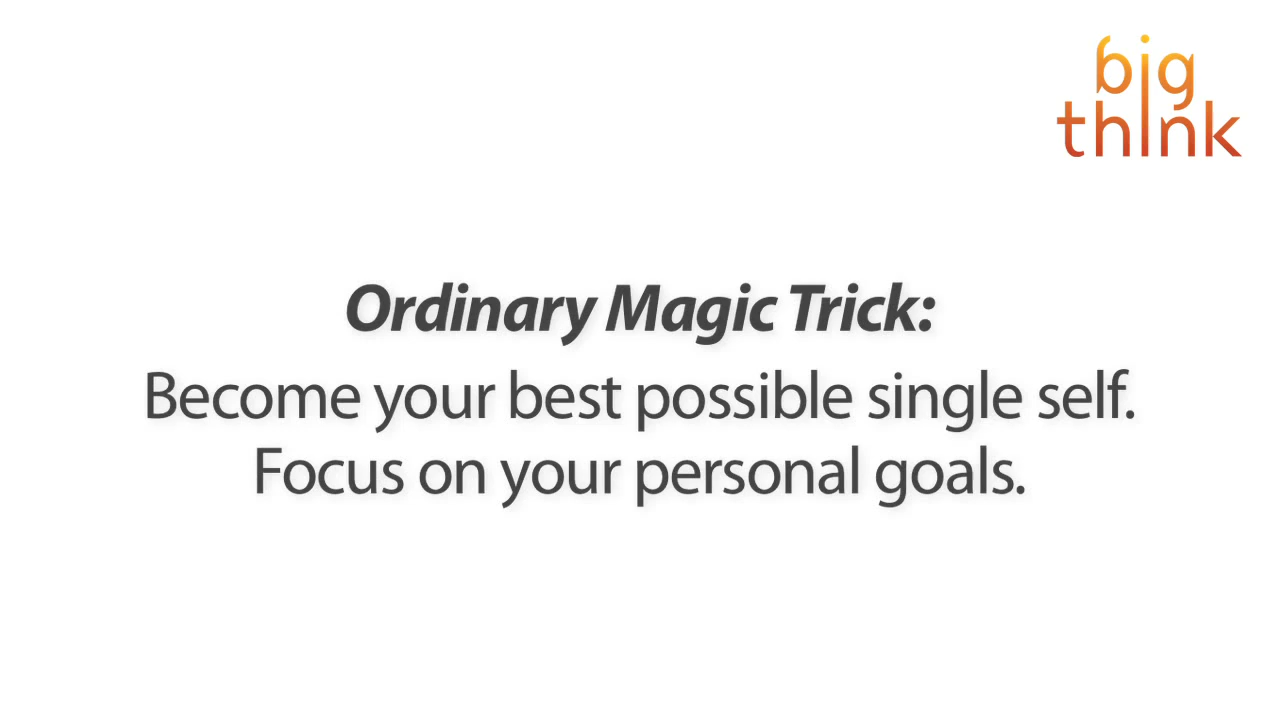 big
think
Ordinary Magic Trick:
Become your best possible single self.
Focus on your personal goals.